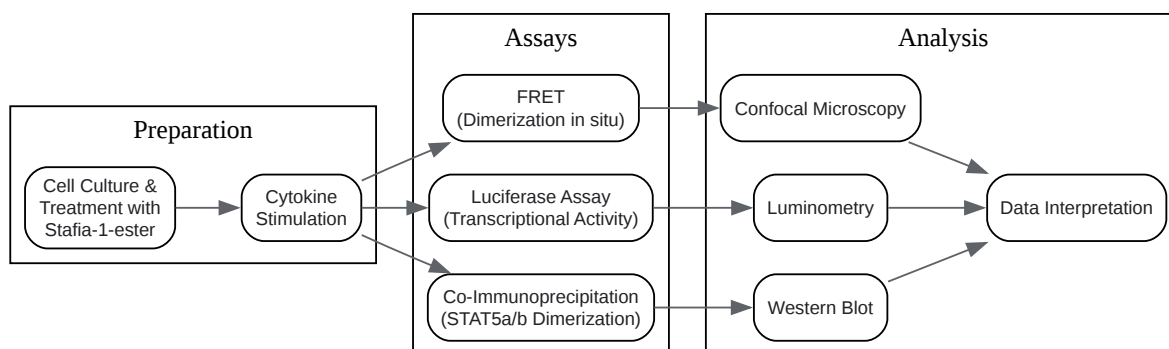 Preparation
Cell Culture &
Treatment with
Stafia-1-ester
Cytokine
Stimulation
Assays
FRET
(Dimerization in situ)
Luciferase Assay
(Transcriptional Activity)
Co-Immunoprecipitation
(STAT5a/b Dimerization)
Analysis
Confocal Microscopy
Luminometry
Western Blot
Data Interpretation